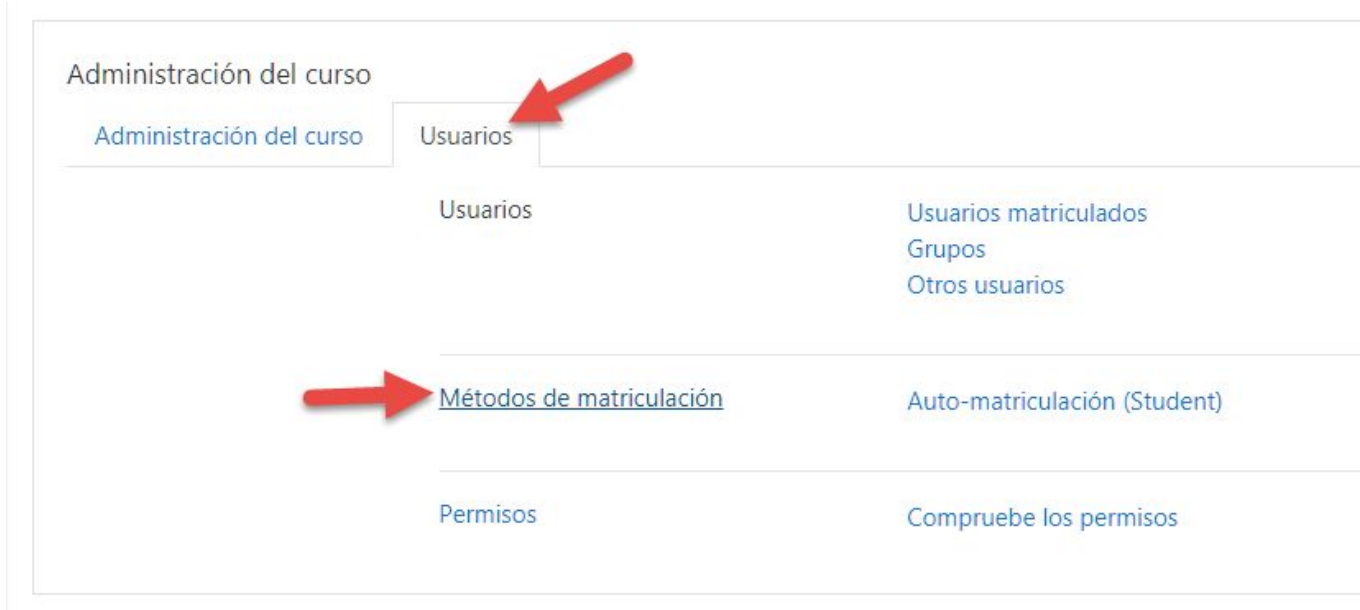 Administración del curso
Administración del curso
Usuarios
Usuarios
Usuarios matriculados
Grupos
Otros usuarios
Métodos de matriculación
Auto-matriculación (Student)
Permisos
Compruebe los permisos